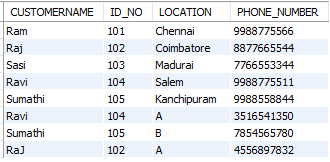 CUSTOMERNAME ID_NO LOCATION PHONE_NUMBER
Ram 101 Chennai 9988775566
Raj 102 Coimbatore 8877665544
Sasi 103 Madurai 7766553344
Ravi 104 Salem 9988775511
Sumathi 105 Kanchipuram 9988558844
Ravi 104 A 3516541350
Sumathi 105 B 7854565780
RaJ 102 A 4556897832